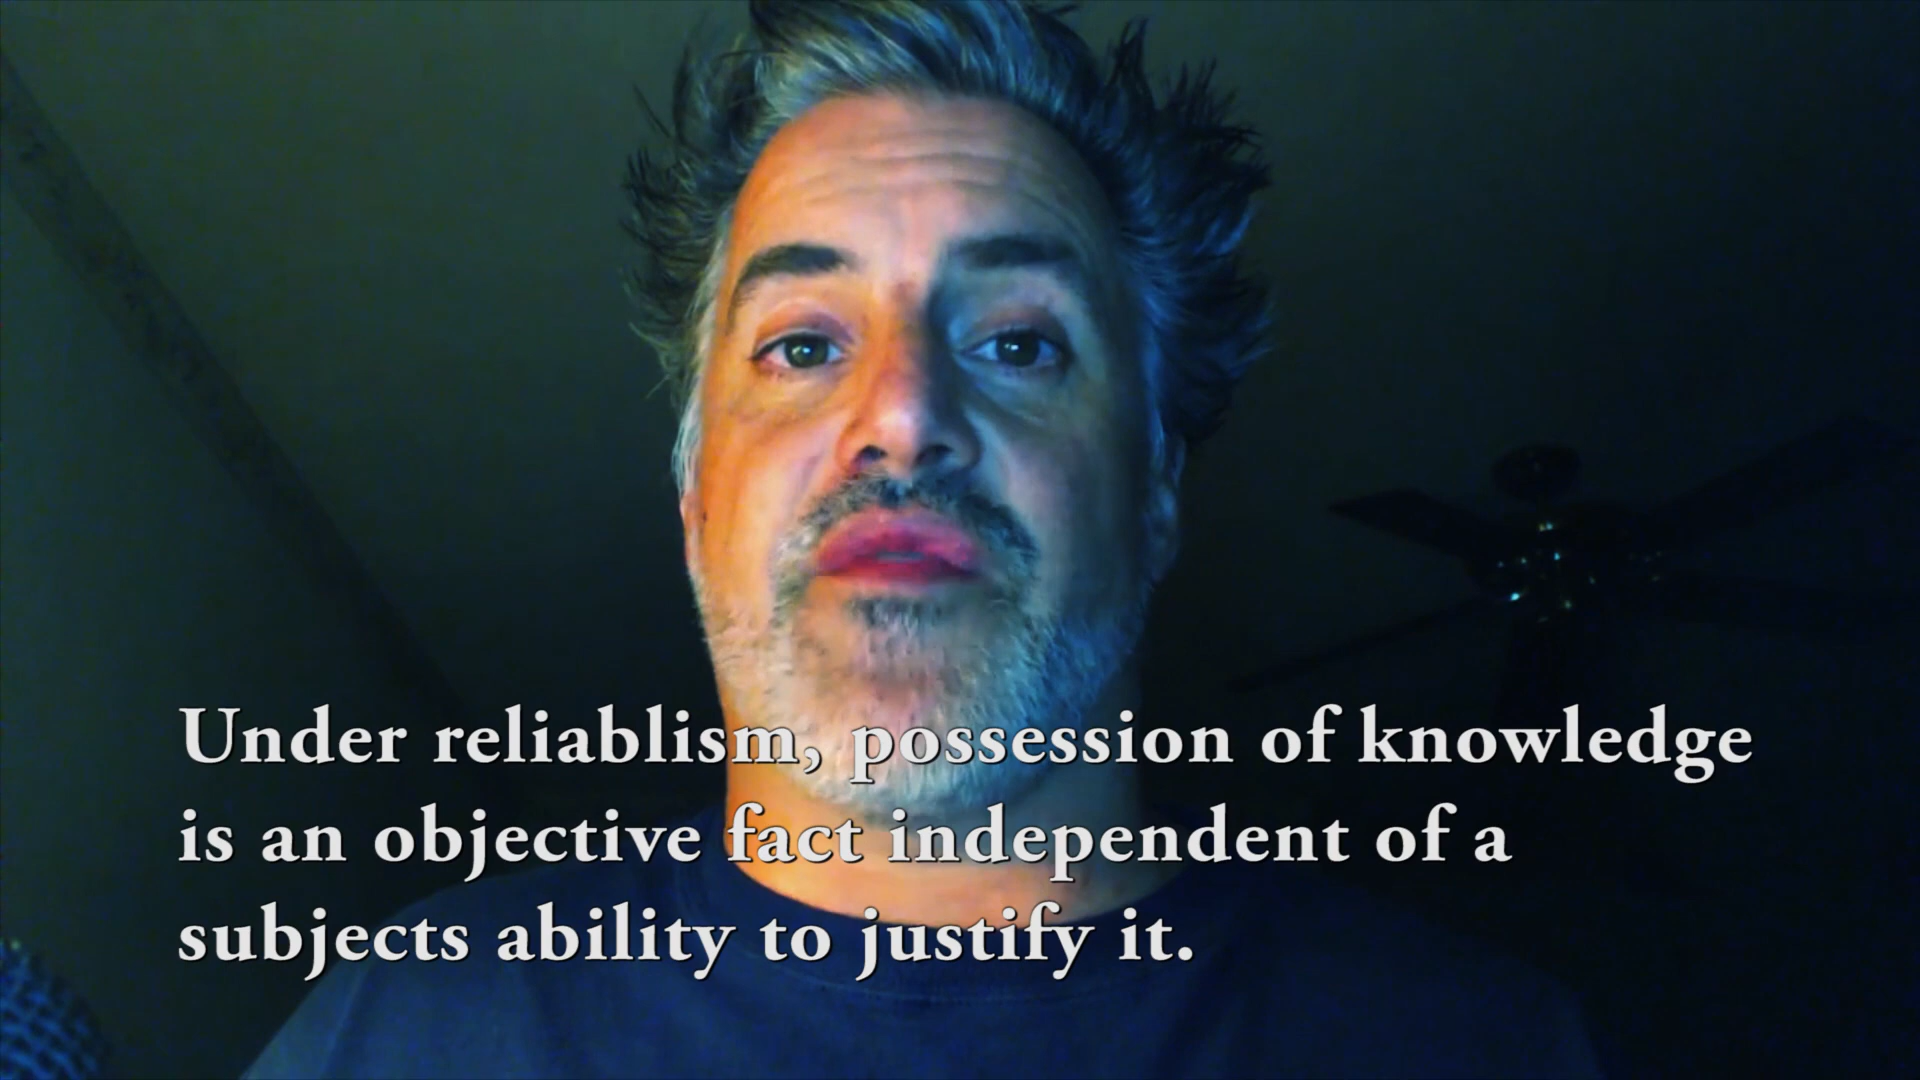 Under reliablism, possession of knowledge
is an objective fact independent of a
subjects ability to justify it.